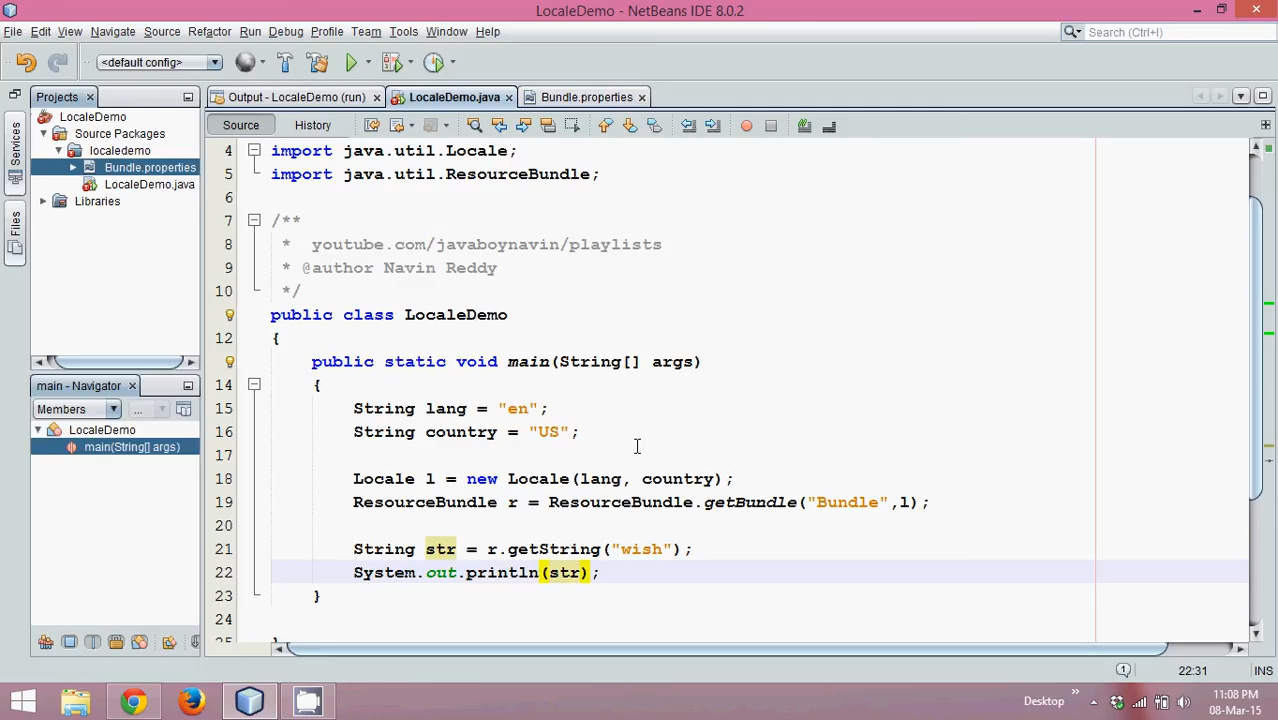 LocaleDemo - NetBeans IDE 8.0.2
File Edit View Navigate Source Refactor Run Debug Profile Team Tools Window Help
Search (Ctrl+I)
<default config>
Projects
Output - LocaleDemo (run)
LocaleDemo.java
Bundle.properties
LocaleDemo
Source Packages
localedemo
Bundle.properties
LocaleDemo.java
Libraries
Services
Files
Source History
4 import java.util.Locale;
5 import java.util.ResourceBundle;
6
7 /**
8 * youtube.com/javaboynavin/playlists
9 * @author Navin Reddy
10 */
public class LocaleDemo
12 {
public static void main(String[] args)
14 {
15 String lang = "en";
16 String country = "US";
17
18 Locale l = new Locale(lang, country);
19 ResourceBundle r = ResourceBundle.getBundle("Bundle",l);
20
21 String str = r.getString("wish");
22 System.out.println(str);
23 }
24
main - Navigator
Members
...
LocaleDemo
main(String[] args)
1
22:31
INS
Desktop
11:08 PM
08-Mar-15